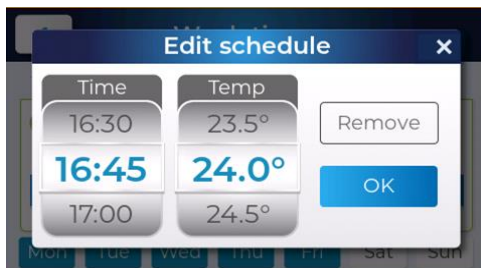 Edit schedule ×
Time Temp
16:30 23.5° Remove
16:45 24.0°
OK
17:00 24.5°
Mon Tue Wed Thu Fri Sat Sun